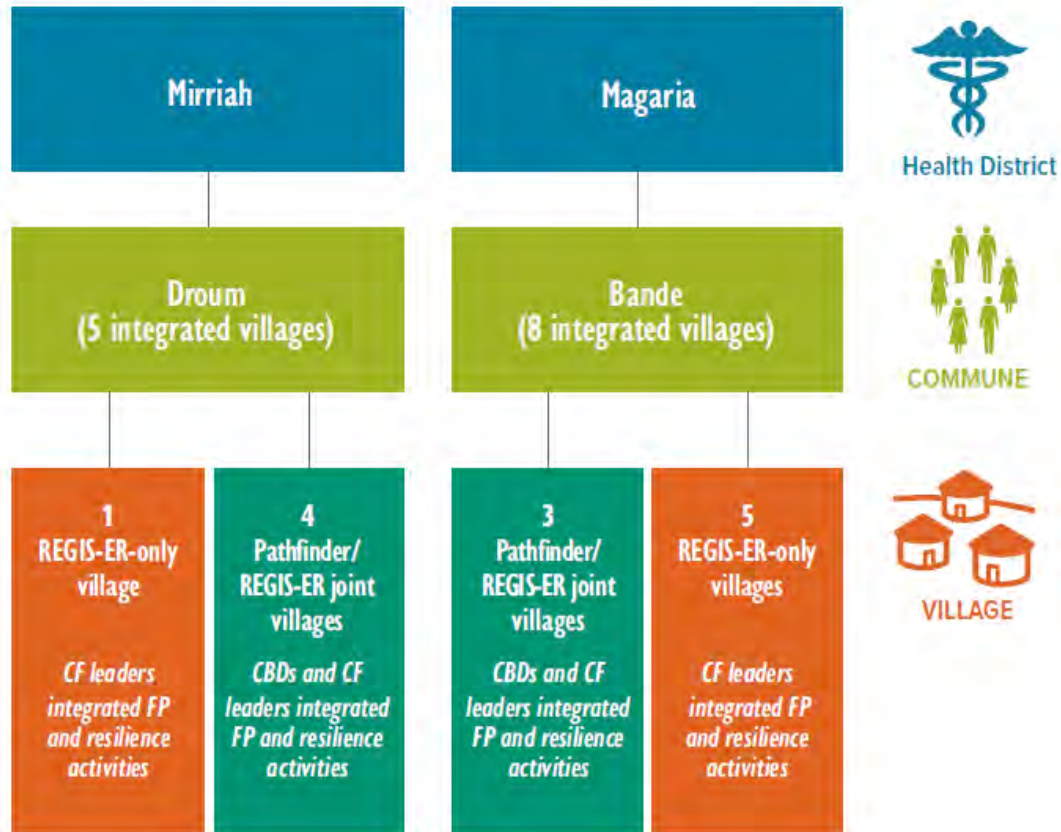 Mirriah
Magaria
Health District
Droum
(5 integrated villages)
Bande
(8 integrated villages)
COMMUNE
1
REGIS-ER-only
village
CF leaders
integrated FP
and resilience
activities
4
Pathfinder/
REGIS-ER joint
villages
CBDs and CF
leaders integrated
FP and resilience
activities
3
Pathfinder/
REGIS-ER joint
villages
CBDs and CF
leaders integrated
FP and resilience
activities
5
REGIS-ER-only
villages
CF leaders
integrated FP
and resilience
activities
VILLAGE